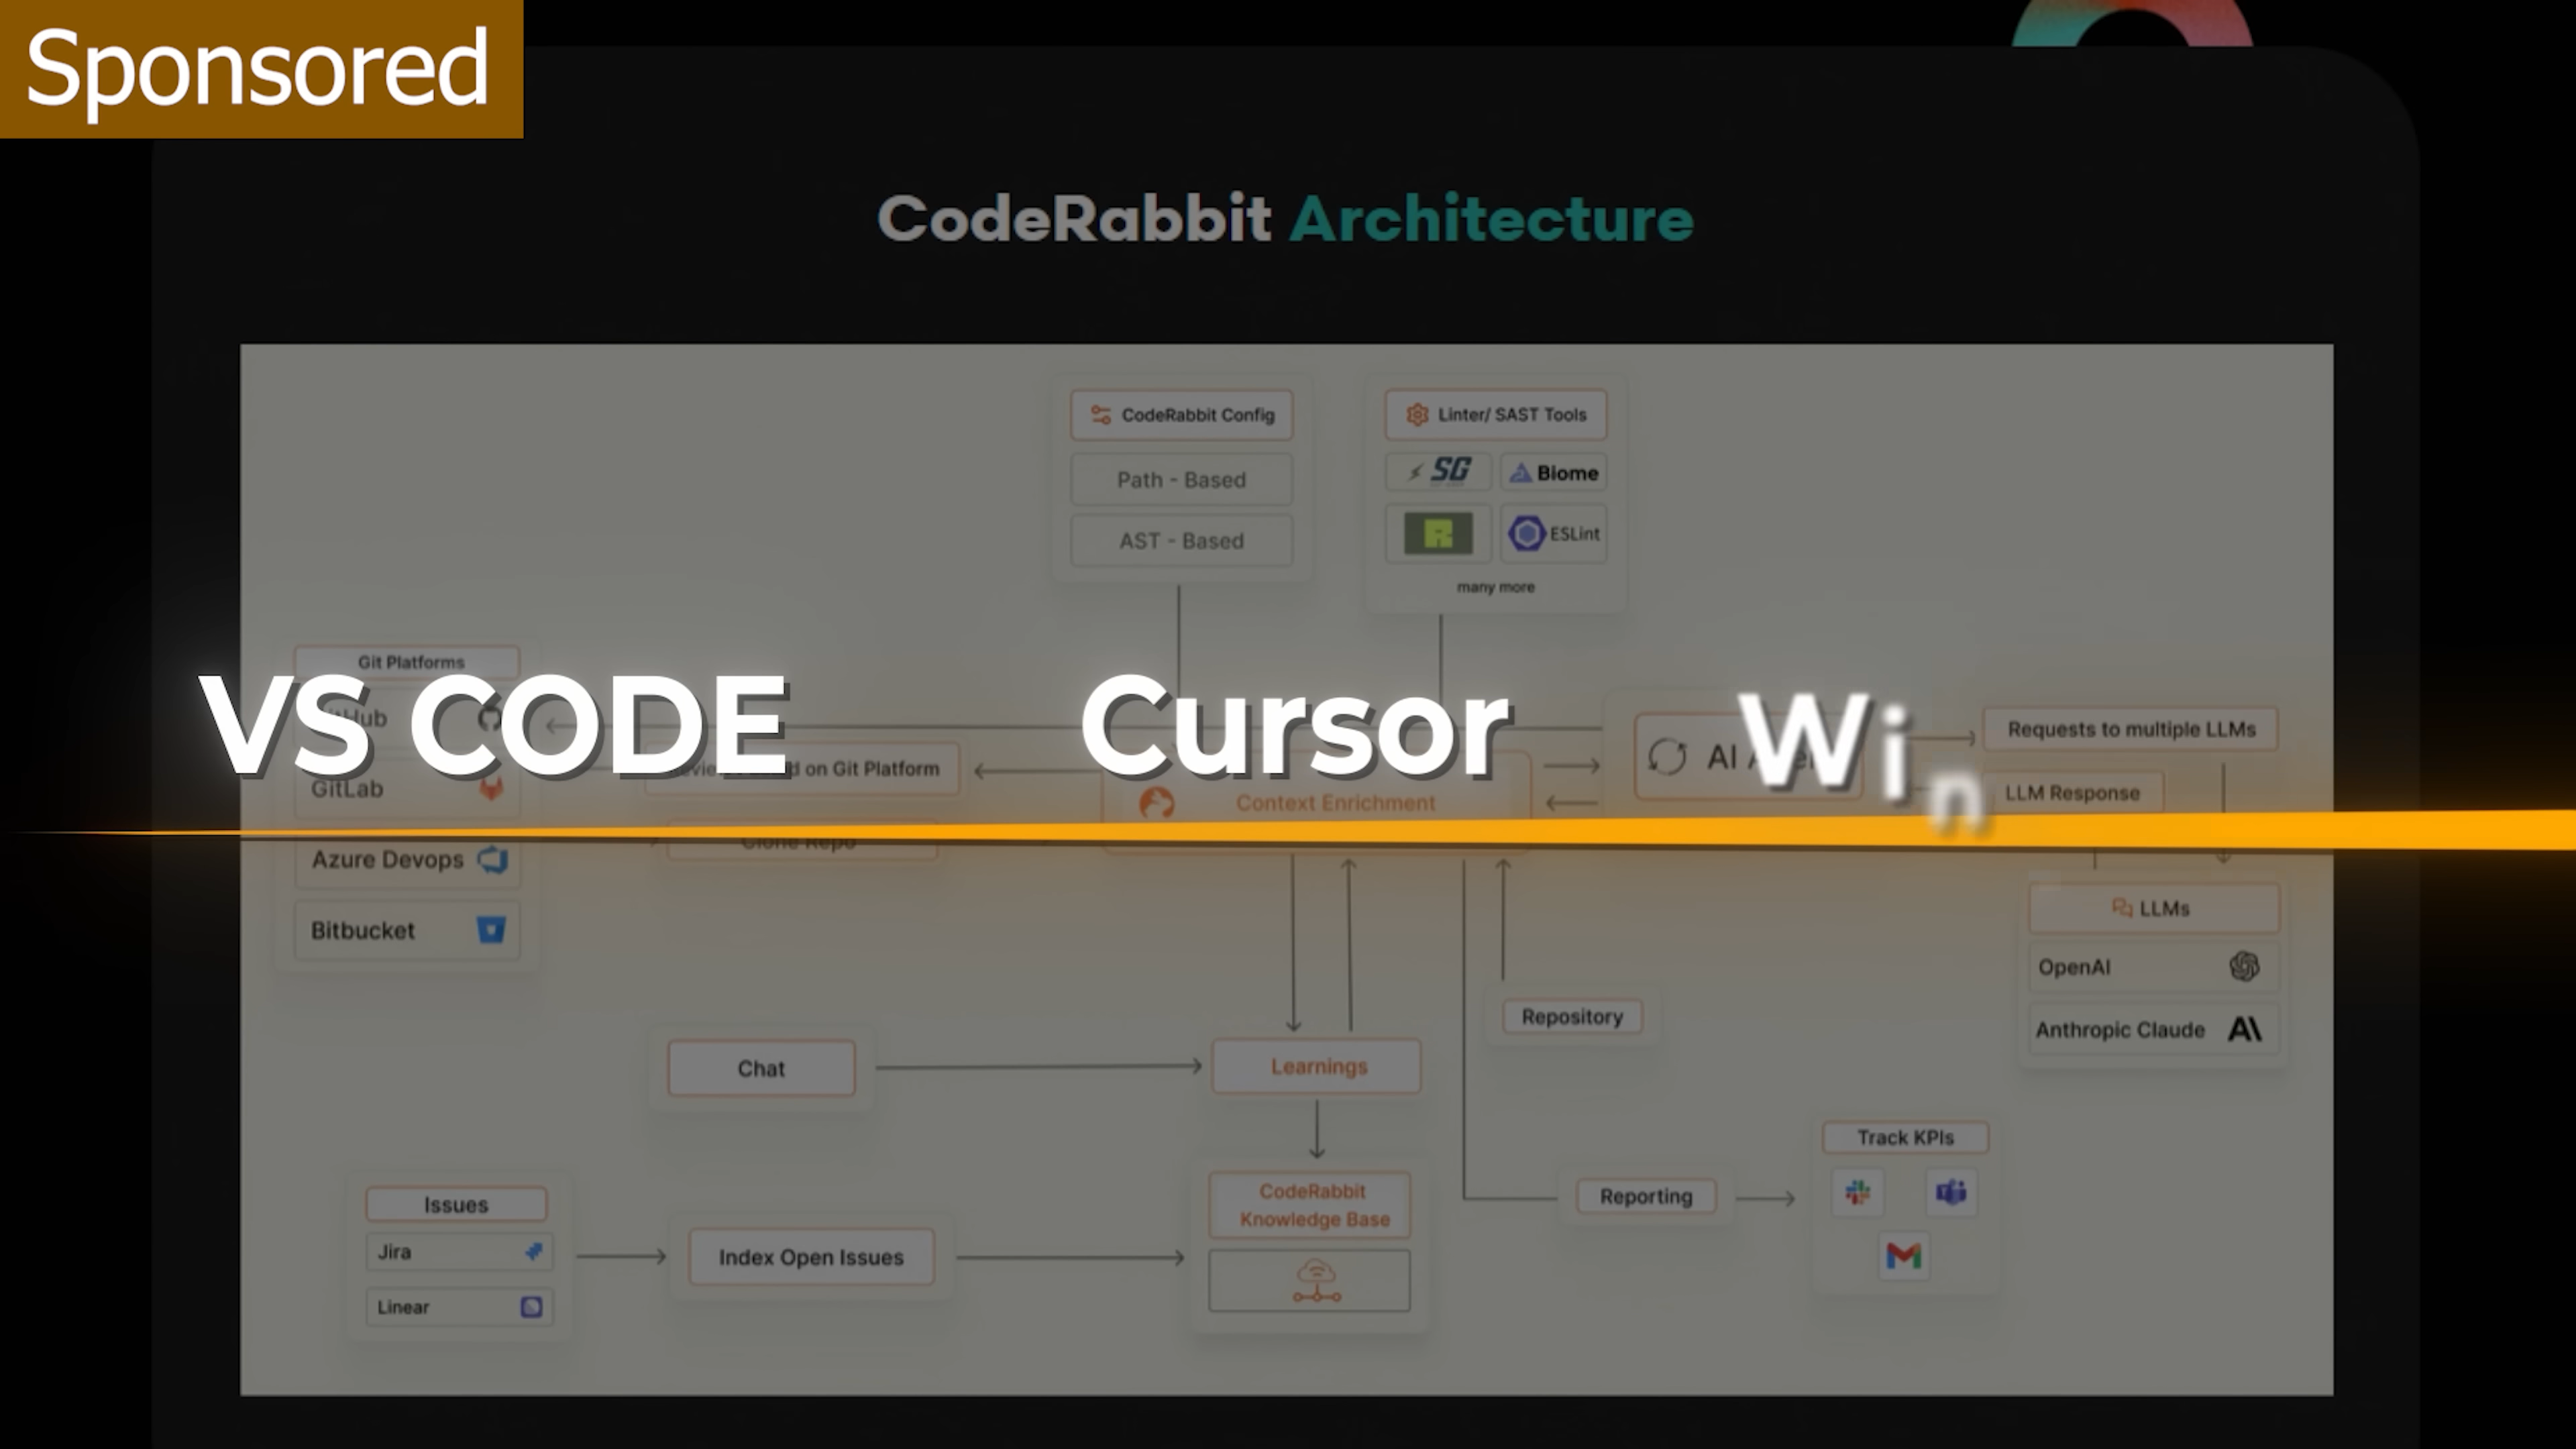 Sponsored
CodeRabbit Architecture
CodeRabbit Config
Path - Based
AST - Based
Linter/ SAST Tools
SG
Biome
R
ESLint
many more
VS CODE
Cursor
Win
Git Platforms
GitLab
Azure Devops
Bitbucket
on Git Platform
Clone Repo
Context Enrichment
AI
Requests to multiple LLMs
LLM Response
LLMs
OpenAI
Anthropic Claude
Repository
Chat
Learnings
CodeRabbit
Knowledge Base
Issues
Jira
Linear
Index Open Issues
Reporting
Track KPIs